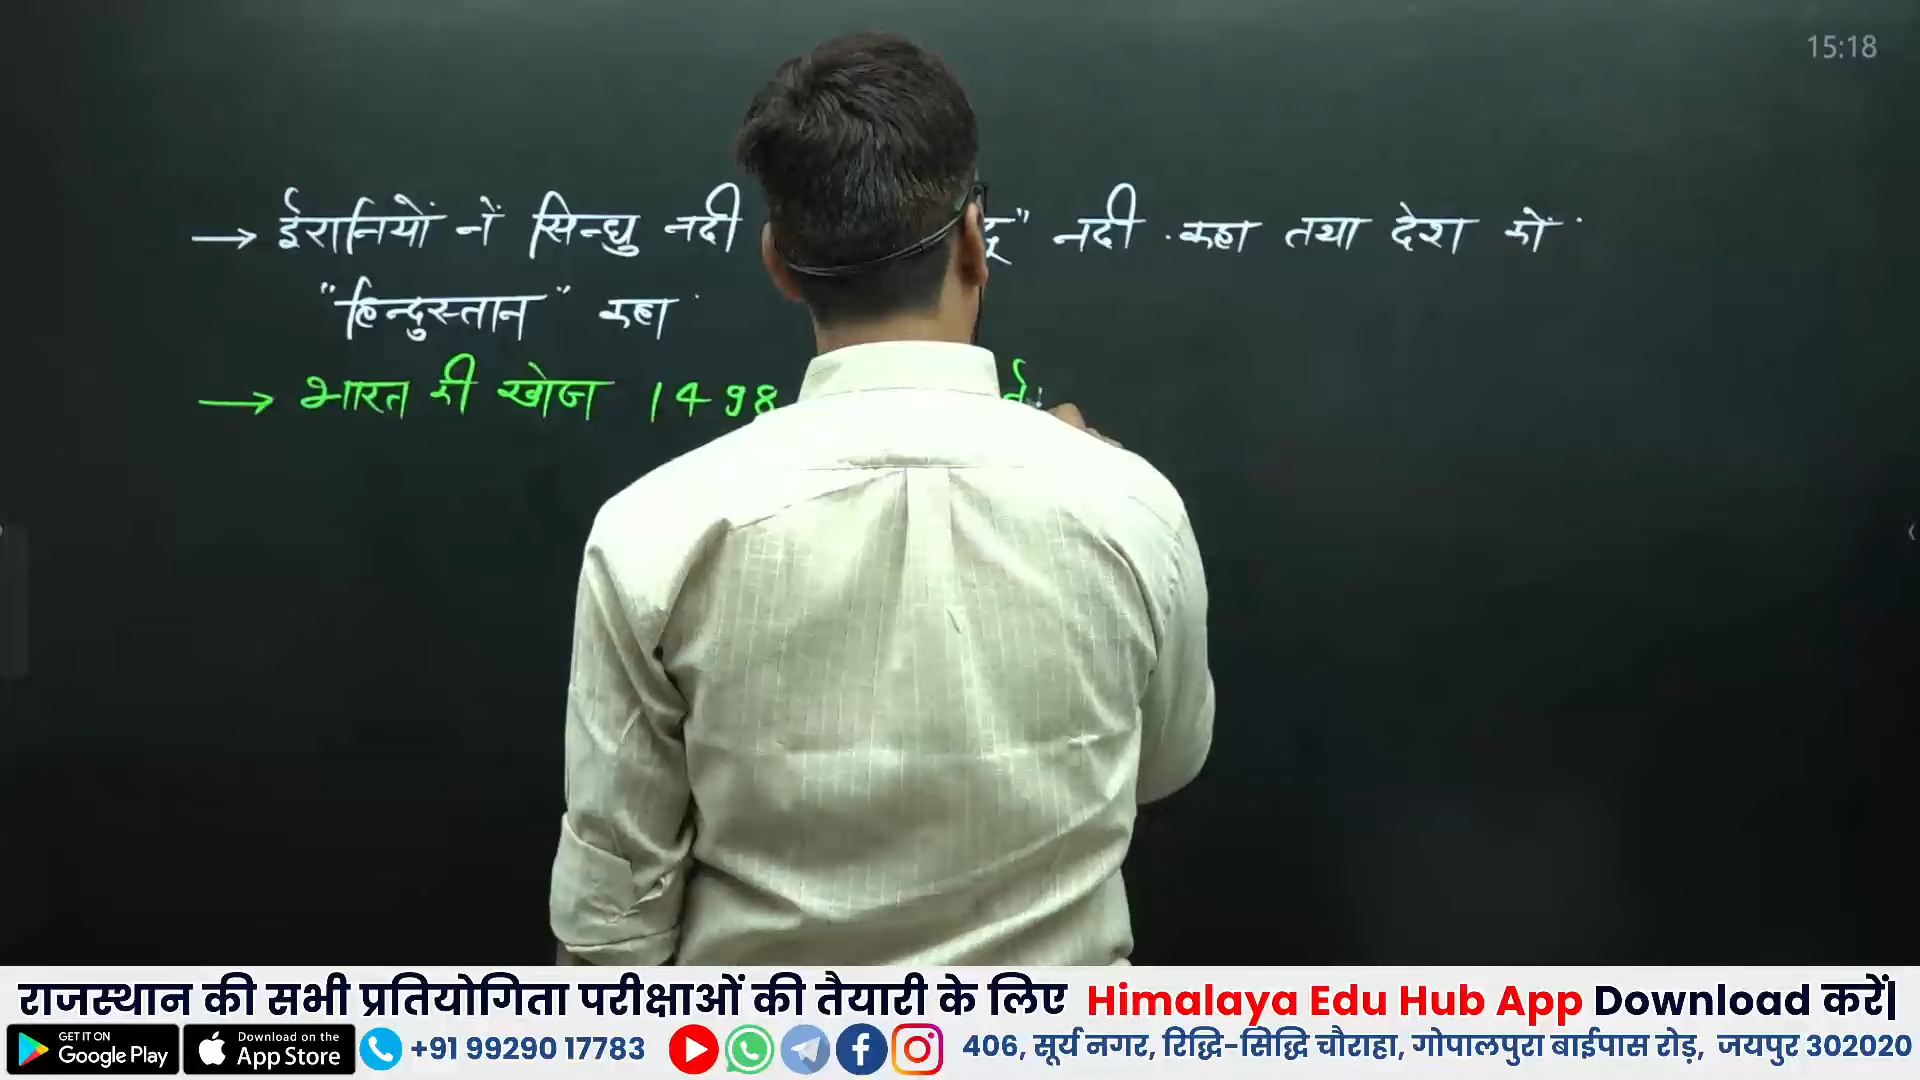 15:18
→ ईरानियों नें सिन्धु नदी " नदी कहा तथा देश को
"हिन्दुस्तान" कहा
→ भारत की खोज 1498
राजस्थान की सभी प्रतियोगिता परीक्षाओं की तैयारी के लिए Himalaya Edu Hub App Download करें|
GET IT ON Google Play Download on the App Store +91 99290 17783 406, सूर्य नगर, रिद्धि-सिद्धि चौराहा, गोपालपुरा बाईपास रोड़, जयपुर 302020